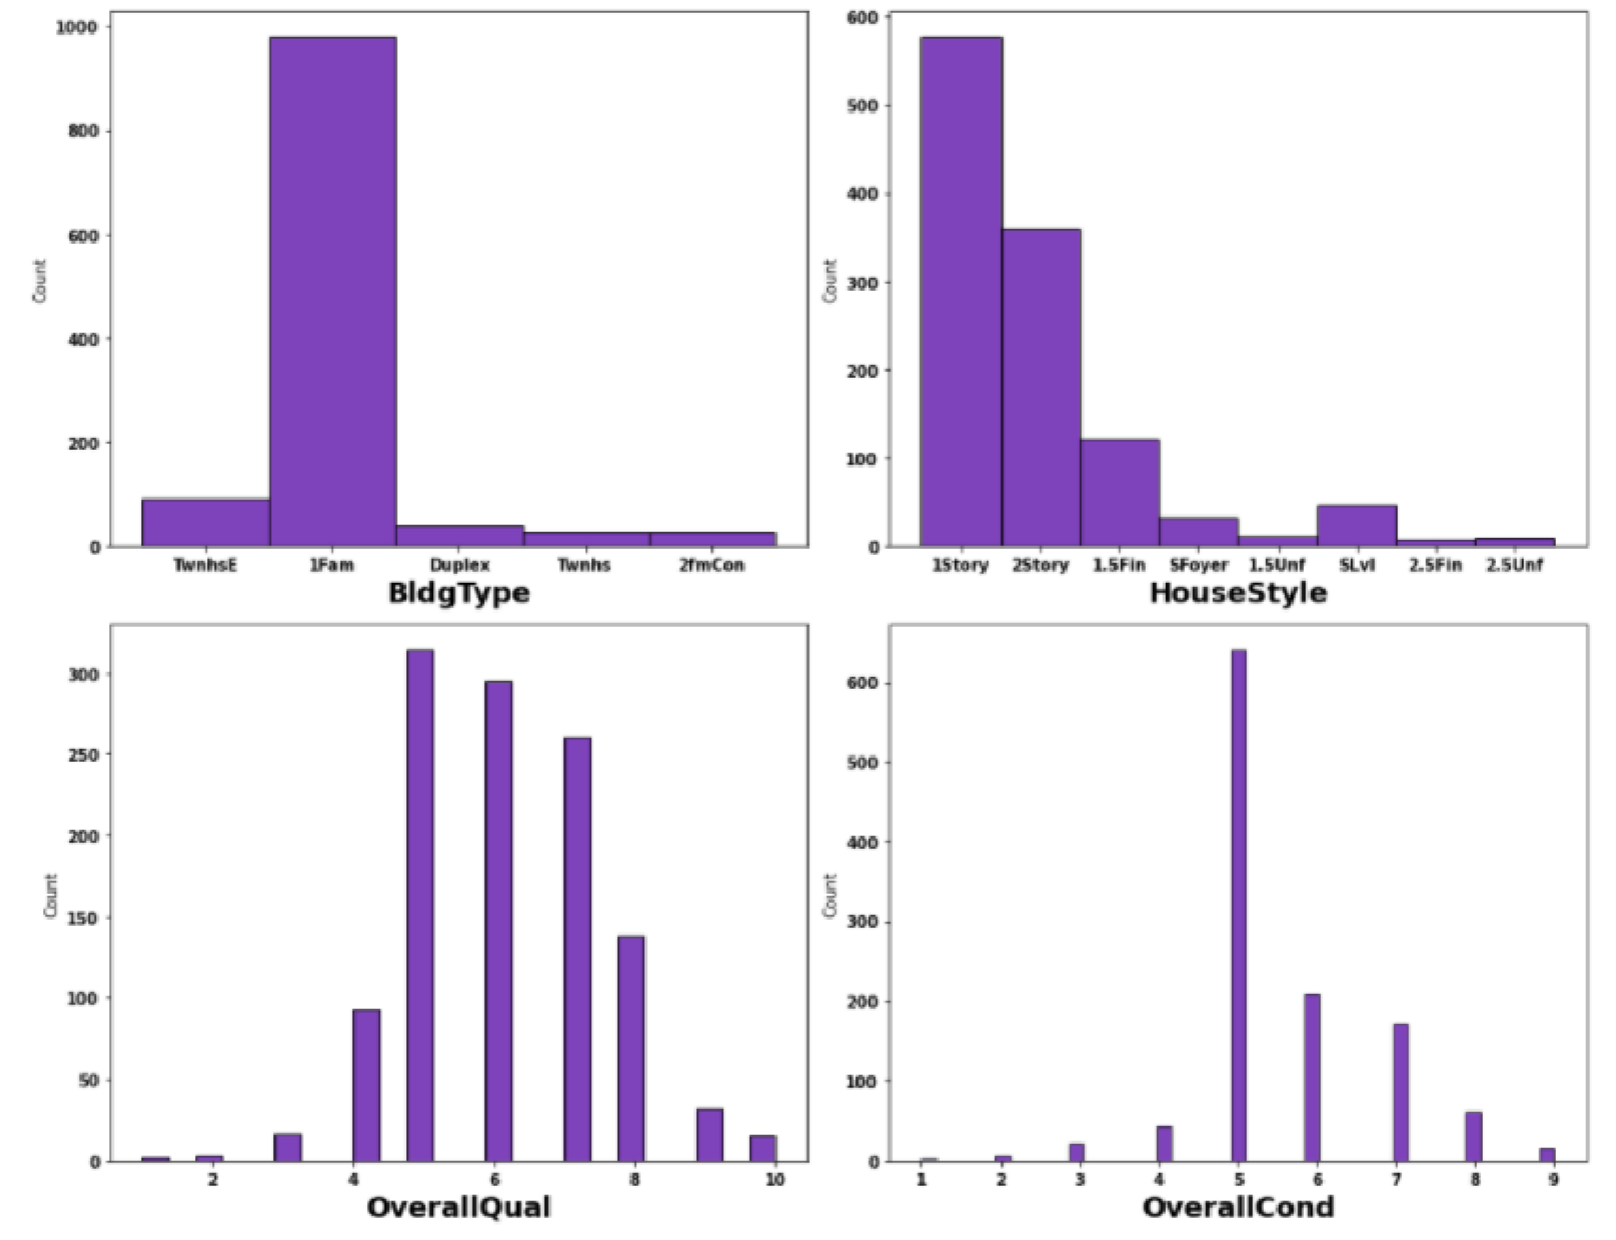 1000
800
600
400
200
0
Count
TwnhsE 1Fam Duplex Twnhs 2fmCon
BldgType
600
500
400
300
200
100
0
Count
1Story 2Story 1.5Fin SFoyer 1.5Unf SLvl 2.5Fin 2.5Unf
HouseStyle
300
250
200
150
100
50
0
Count
2 4 6 8 10
OverallQual
600
500
400
300
200
100
0
Count
1 2 3 4 5 6 7 8 9
OverallCond